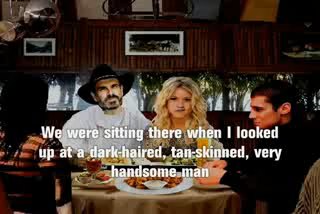 We were sitting there when I looked
up at a dark-haired, tan-skinned, very
handsome man